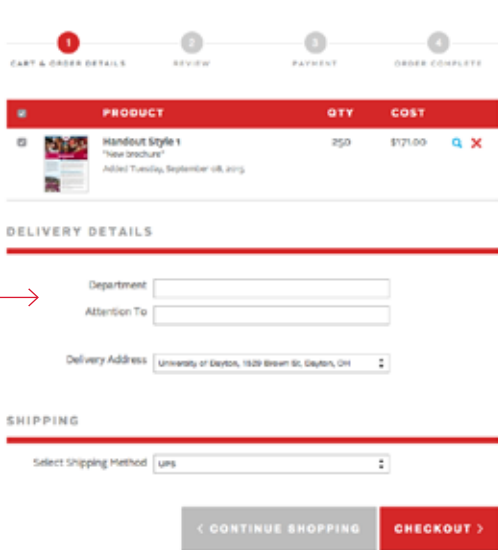 1 2 3 4
CART & ORDER DETAILS REVIEW PAYMENT ORDER COMPLETE
PRODUCT QTY COST
Handout Style 1 250 $171.00
"New brochure"
Added Tuesday, September 08, 2015
DELIVERY DETAILS
Department
Attention To
Delivery Address University of Dayton, 1529 Brown St, Dayton, OH
SHIPPING
Select Shipping Method UPS
< CONTINUE SHOPPING CHECKOUT >